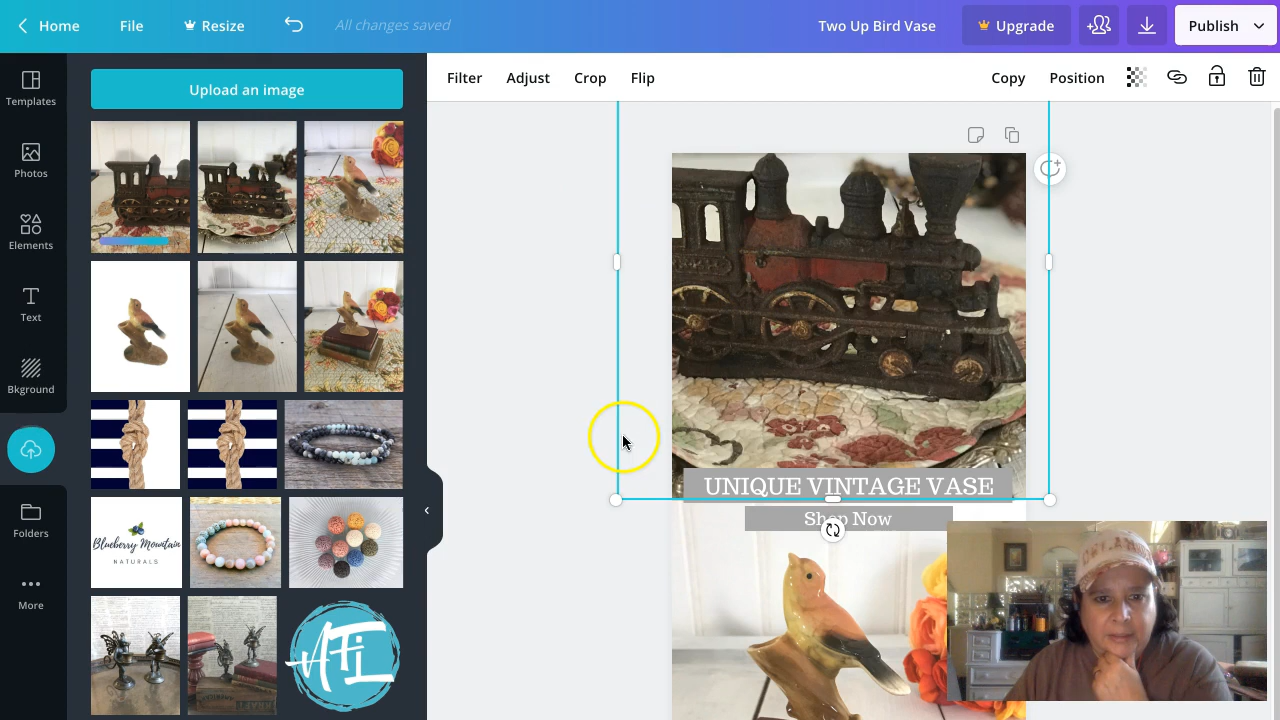 Home
File
Resize
All changes saved
Two Up Bird Vase
Upgrade
Publish
Templates
Photos
Elements
Text
Bkground
Folders
More
Upload an image
Filter
Adjust
Crop
Flip
Copy
Position
Blueberry Mountain
NATURALS
AFL
UNIQUE VINTAGE VASE
Shop Now